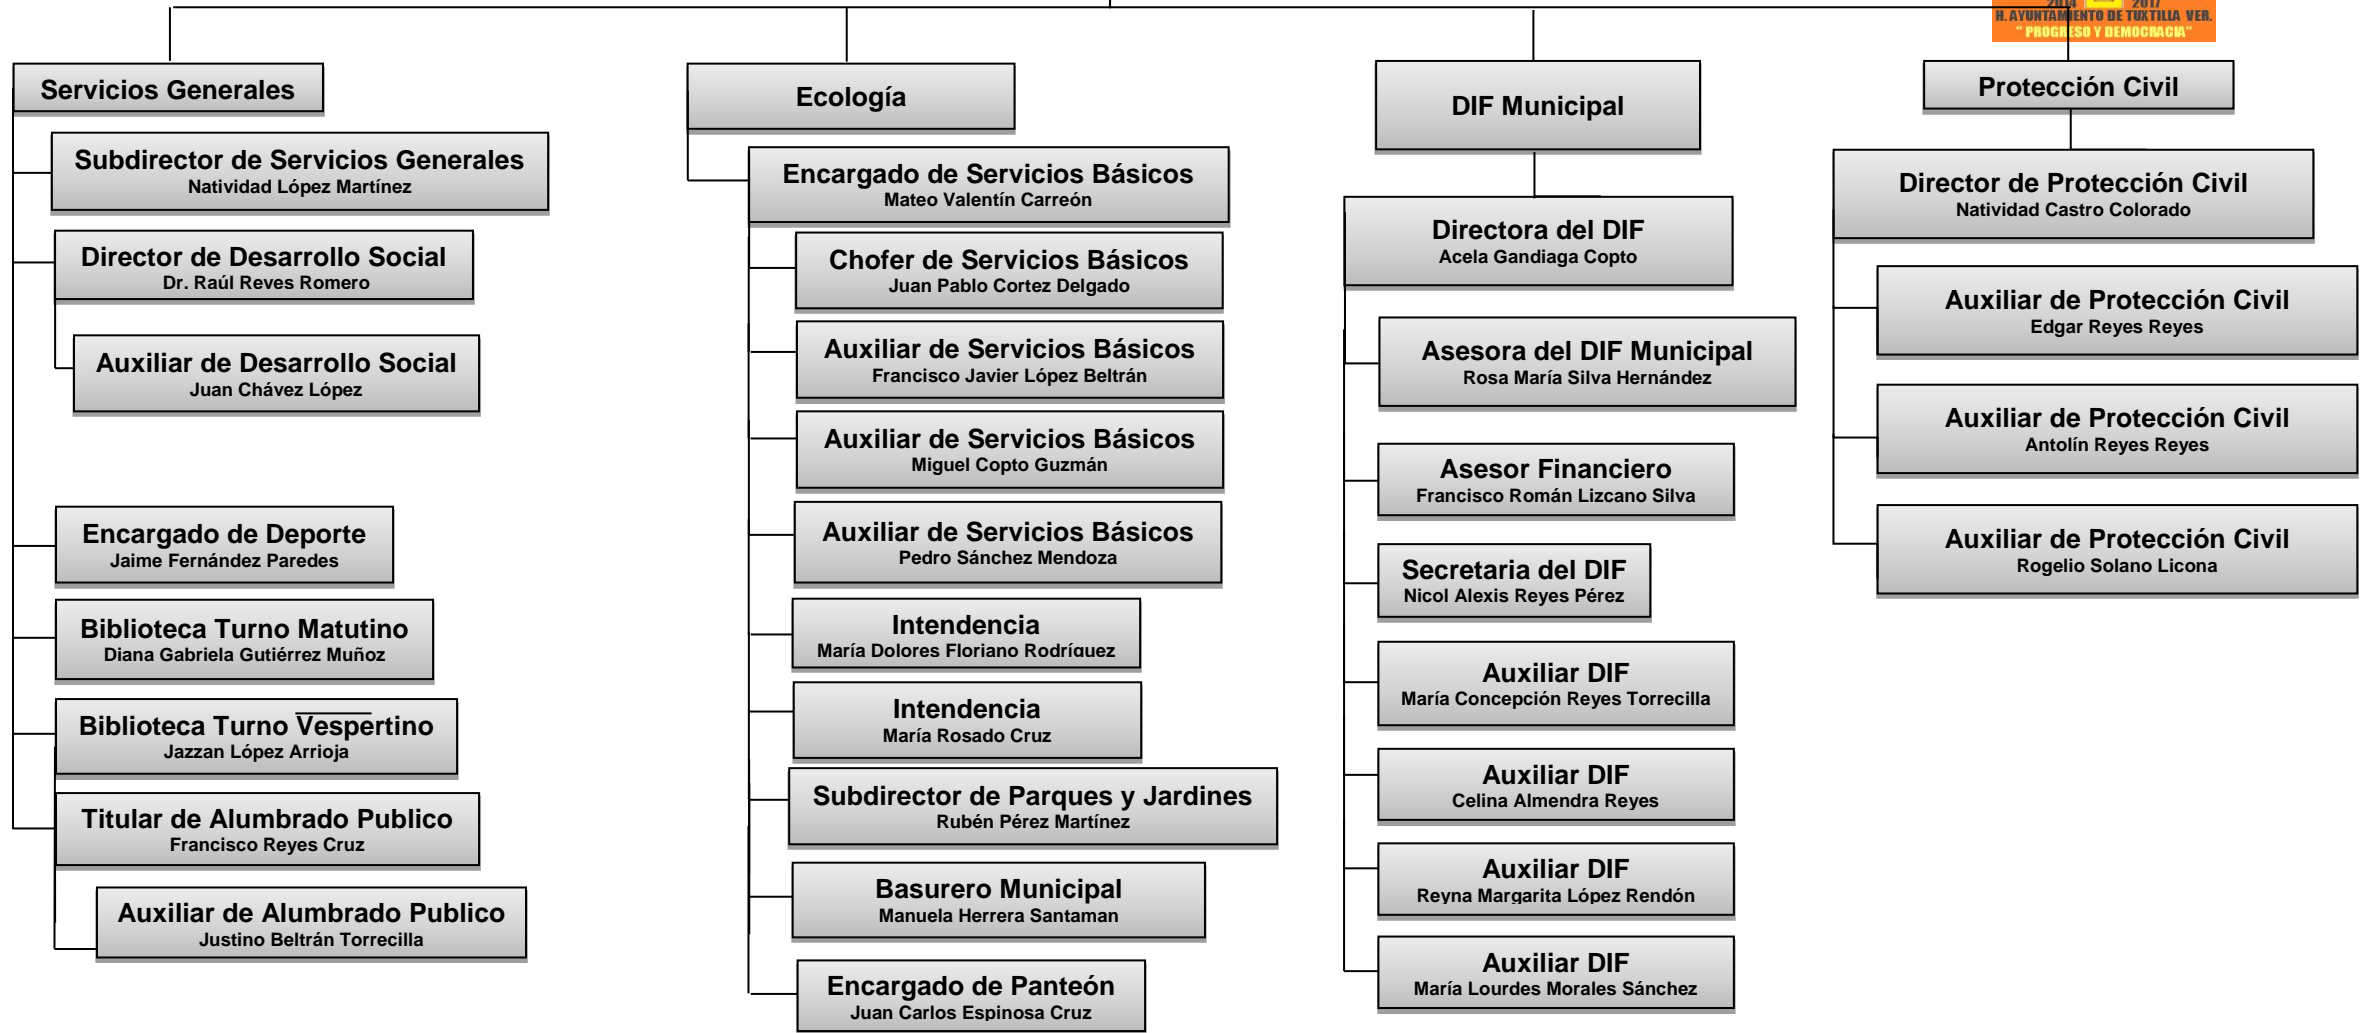 2014 2017
H. AYUNTAMIENTO DE TUXTILLA VER.
" PROGRESO Y DEMOCRACIA"
Servicios Generales
Subdirector de Servicios Generales
Natividad López Martínez
Director de Desarrollo Social
Dr. Raúl Reves Romero
Auxiliar de Desarrollo Social
Juan Chávez López
Encargado de Deporte
Jaime Fernández Paredes
Biblioteca Turno Matutino
Diana Gabriela Gutiérrez Muñoz
Biblioteca Turno Vespertino
Jazzan López Arrioja
Titular de Alumbrado Publico
Francisco Reyes Cruz
Auxiliar de Alumbrado Publico
Justino Beltrán Torrecilla
Ecología
Encargado de Servicios Básicos
Mateo Valentín Carreón
Chofer de Servicios Básicos
Juan Pablo Cortez Delgado
Auxiliar de Servicios Básicos
Francisco Javier López Beltrán
Auxiliar de Servicios Básicos
Miguel Copto Guzmán
Auxiliar de Servicios Básicos
Pedro Sánchez Mendoza
Intendencia
María Dolores Floriano Rodríguez
Intendencia
María Rosado Cruz
Subdirector de Parques y Jardines
Rubén Pérez Martínez
Basurero Municipal
Manuela Herrera Santaman
Encargado de Panteón
Juan Carlos Espinosa Cruz
DIF Municipal
Directora del DIF
Acela Gandiaga Copto
Asesora del DIF Municipal
Rosa María Silva Hernández
Asesor Financiero
Francisco Román Lizcano Silva
Secretaria del DIF
Nicol Alexis Reyes Pérez
Auxiliar DIF
María Concepción Reyes Torrecilla
Auxiliar DIF
Celina Almendra Reyes
Auxiliar DIF
Reyna Margarita López Rendón
Auxiliar DIF
María Lourdes Morales Sánchez
Protección Civil
Director de Protección Civil
Natividad Castro Colorado
Auxiliar de Protección Civil
Edgar Reyes Reyes
Auxiliar de Protección Civil
Antolín Reyes Reyes
Auxiliar de Protección Civil
Rogelio Solano Licona